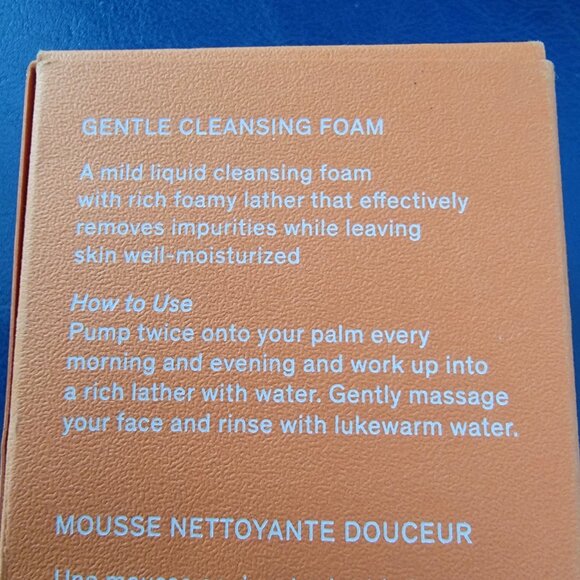 GENTLE CLEANSING FOAM
A mild liquid cleansing foam
with rich foamy lather that effectively
removes impurities while leaving
skin well-moisturized
How to Use
Pump twice onto your palm every
morning and evening and work up into
a rich lather with water. Gently massage
your face and rinse with lukewarm water.
MOUSSE NETTOYANTE DOUCEUR
Une mousse